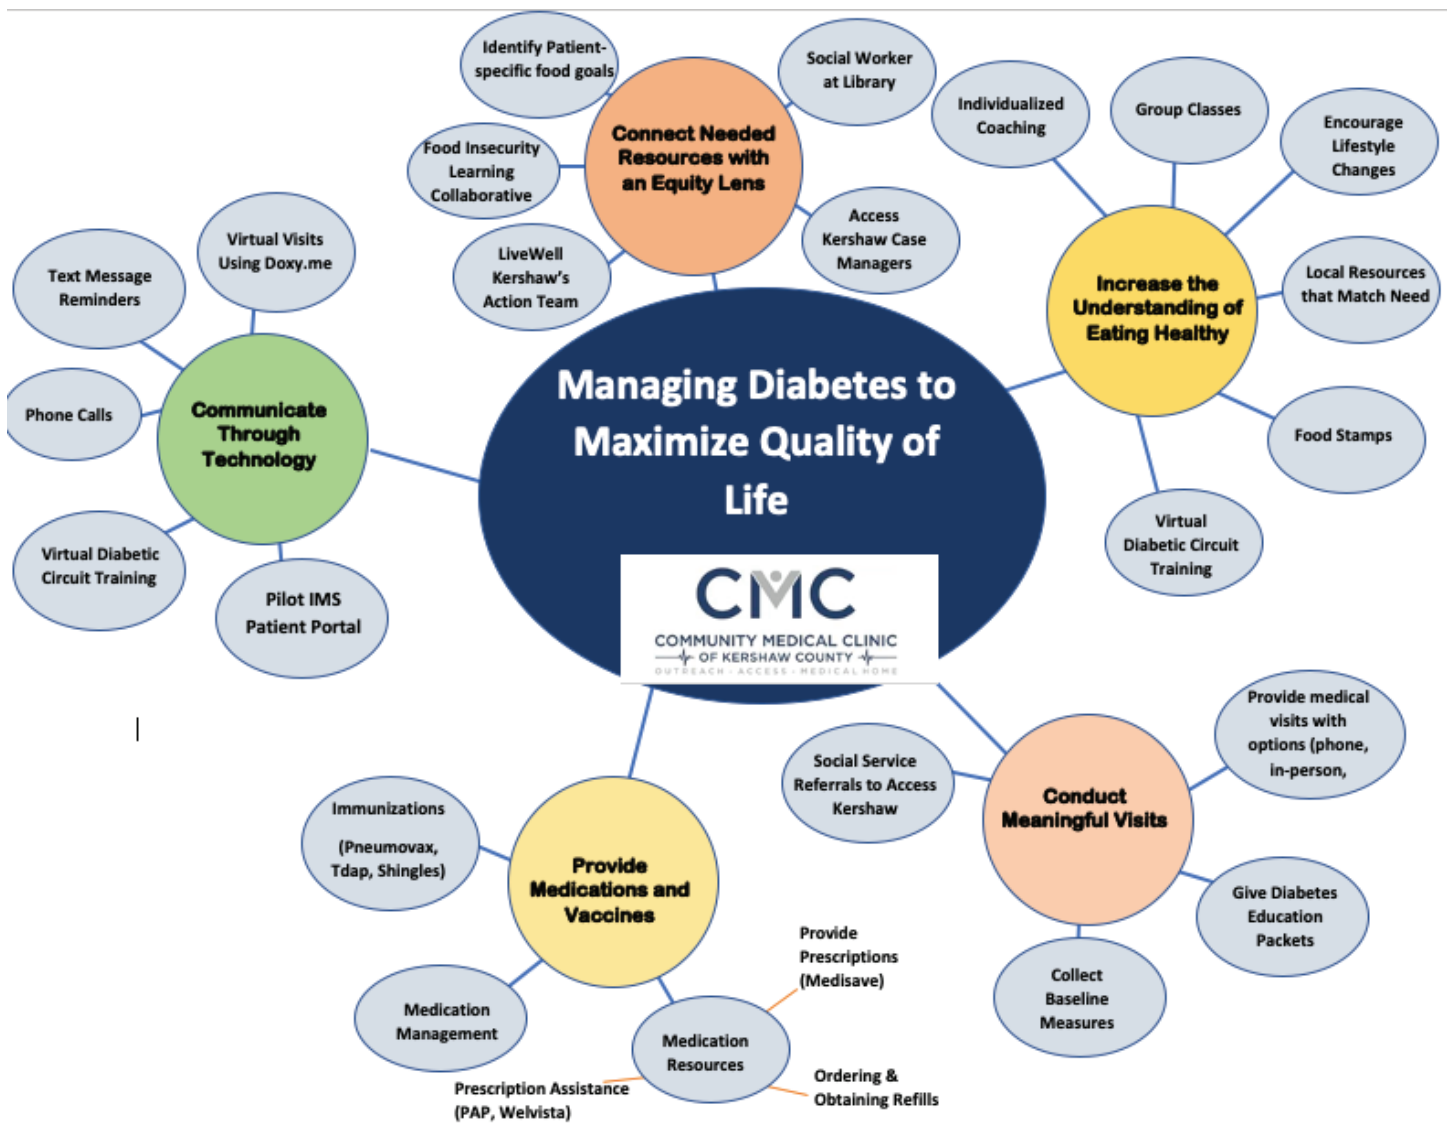 Managing Diabetes to
Maximize Quality of
Life
CMC
COMMUNITY MEDICAL CLINIC
OF KERSHAW COUNTY
OUTREACH - ACCESS - MEDICAL HOME
Connect Needed
Resources with
an Equity Lens
Identify Patient-
specific food goals
Food Insecurity
Learning
Collaborative
LiveWell
Kershaw's
Action Team
Social Worker
at Library
Access
Kershaw Case
Managers
Increase the
Understanding of
Eating Healthy
Individualized
Coaching
Group Classes
Encourage
Lifestyle
Changes
Local Resources
that Match Need
Food Stamps
Virtual
Diabetic Circuit
Training
Communicate
Through
Technology
Virtual Visits
Using Doxy.me
Text Message
Reminders
Phone Calls
Virtual Diabetic
Circuit Training
Pilot IMS
Patient Portal
Provide
Medications and
Vaccines
Immunizations
(Pneumovax,
Tdap, Shingles)
Medication
Management
Medication
Resources
Provide
Prescriptions
(Medisave)
Prescription Assistance
(PAP, Welvista)
Ordering &
Obtaining Refills
Conduct
Meaningful Visits
Social Service
Referrals to Access
Kershaw
Provide medical
visits with
options (phone,
in-person,
Give Diabetes
Education
Packets
Collect
Baseline
Measures